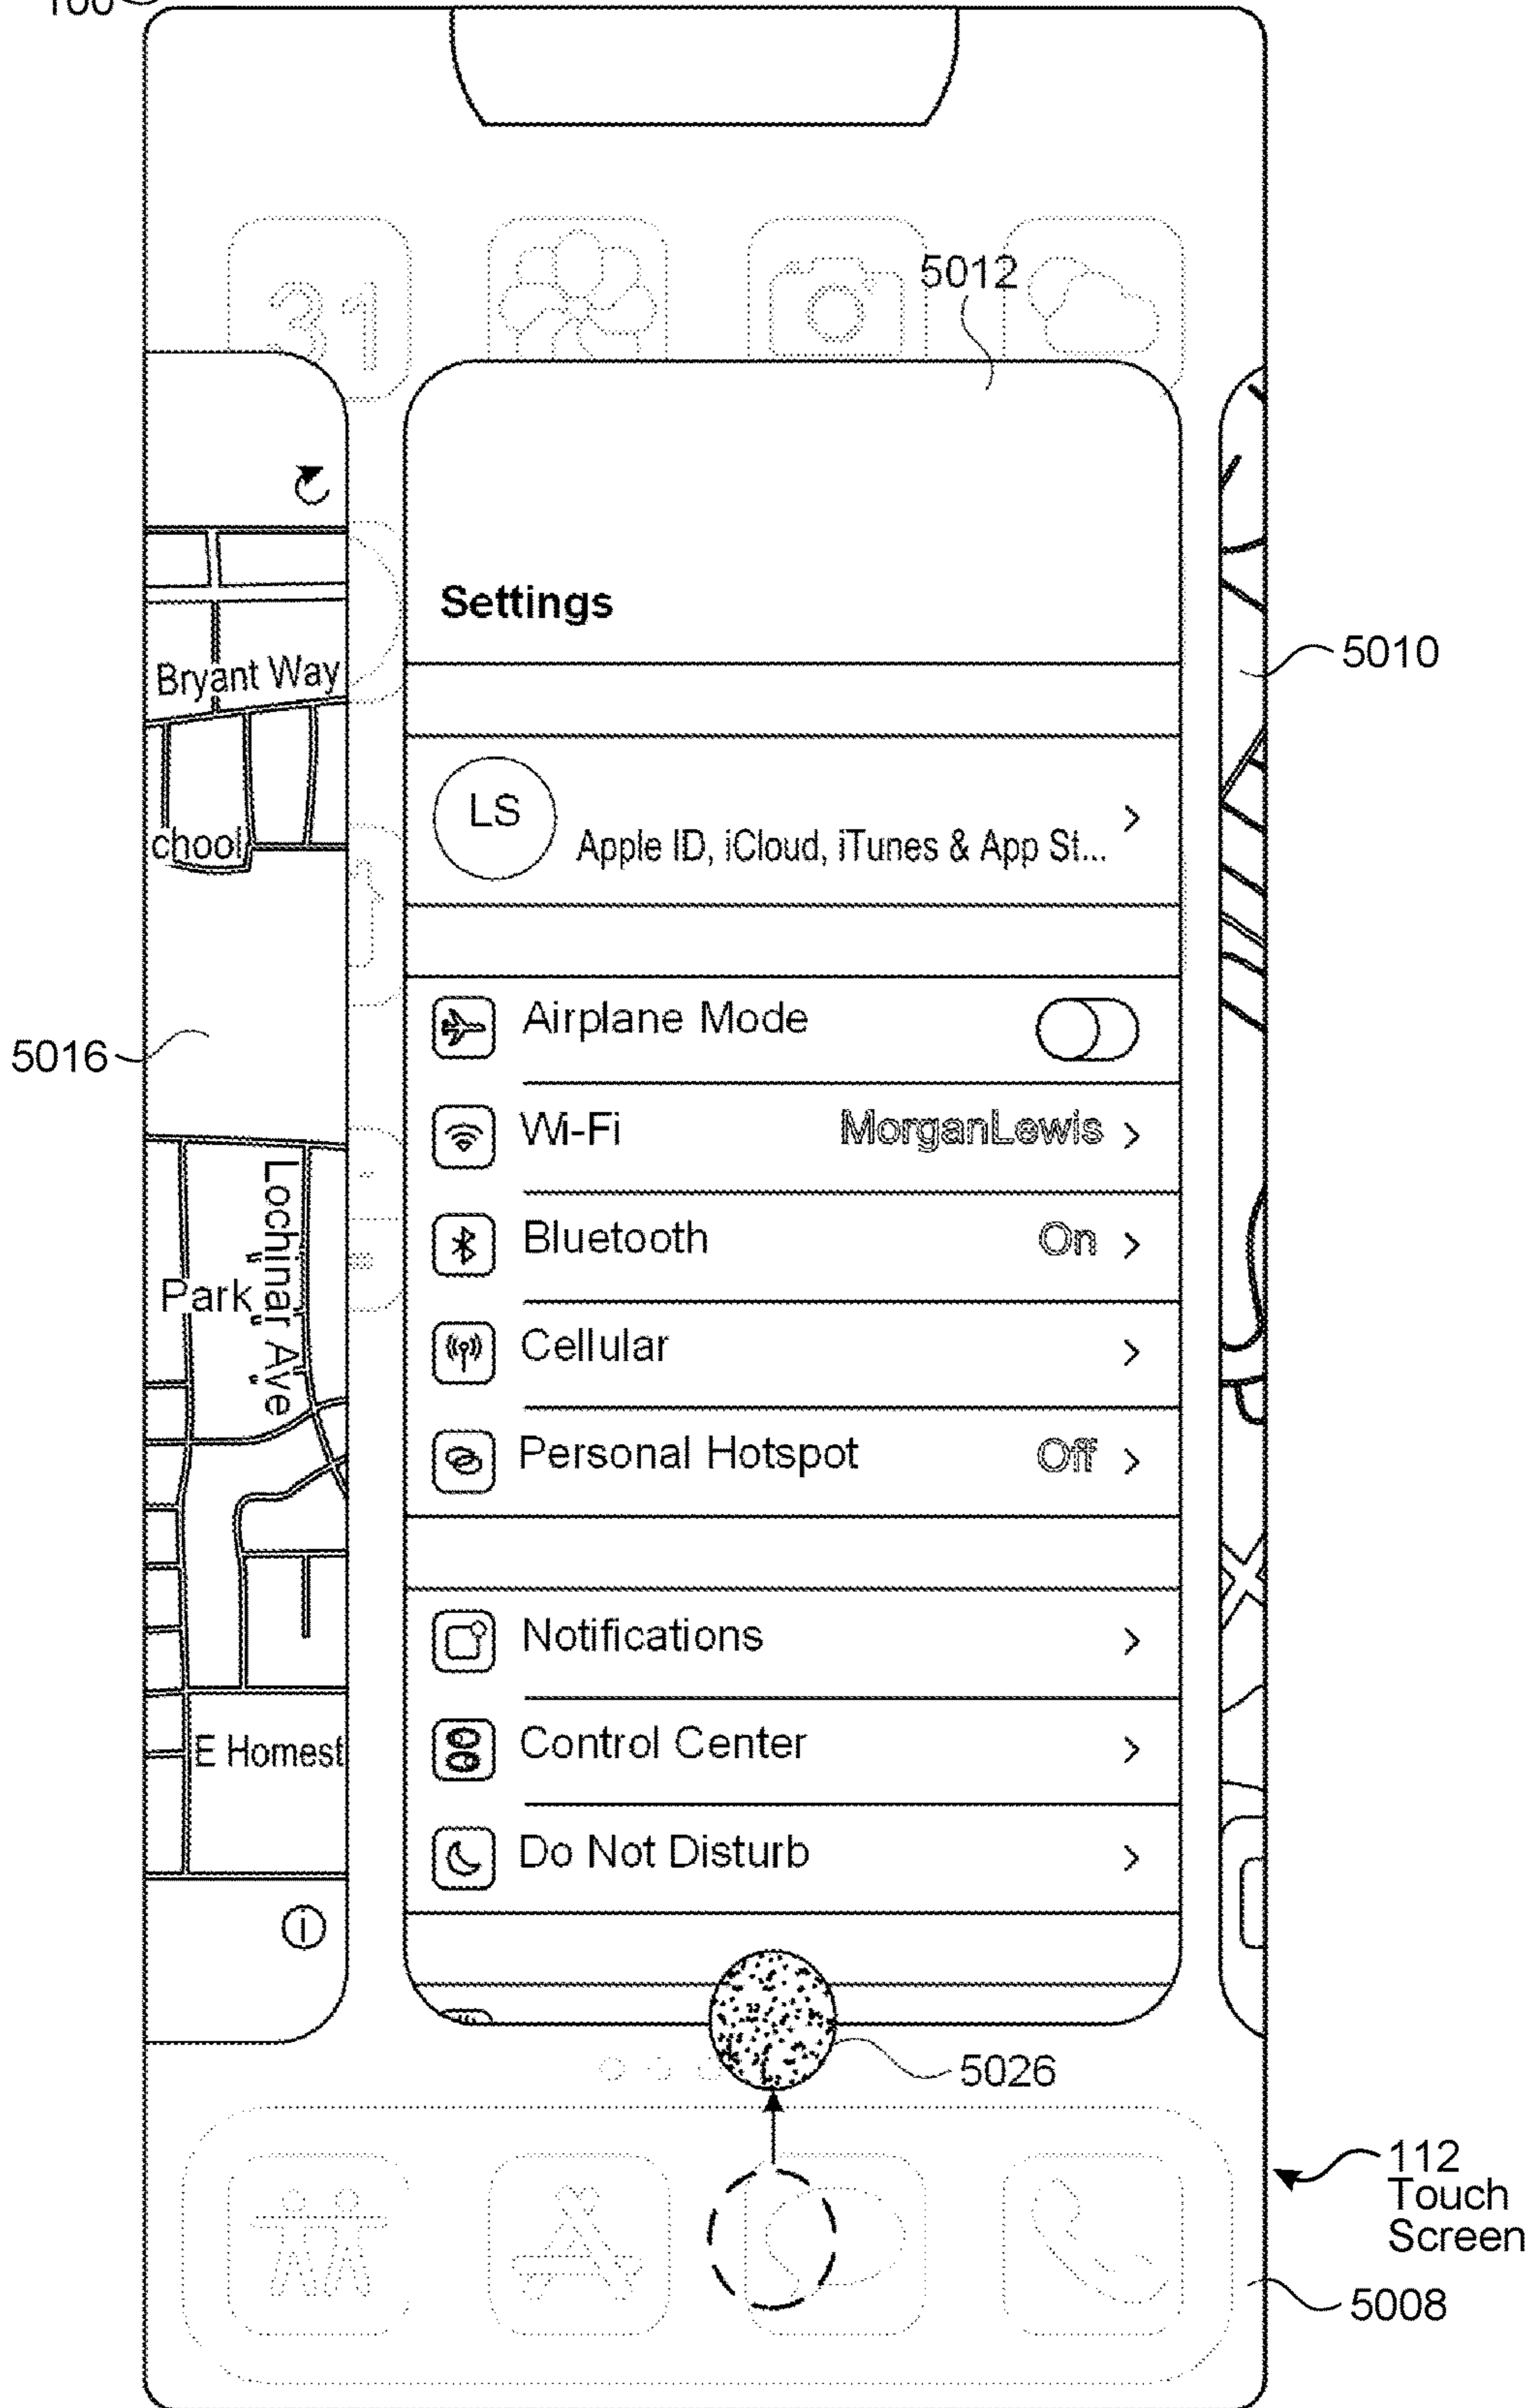 100
31
5012
Settings
Bryant Way
5010
LS
Apple ID, iCloud, iTunes & App St...
chool
Airplane Mode
5016
Wi-Fi MorganLewis
Lochinar Ave
Bluetooth On
Park
Cellular
Personal Hotspot Off
Notifications
Control Center
E Homest
Do Not Disturb
i
5026
112
Touch
Screen
5008